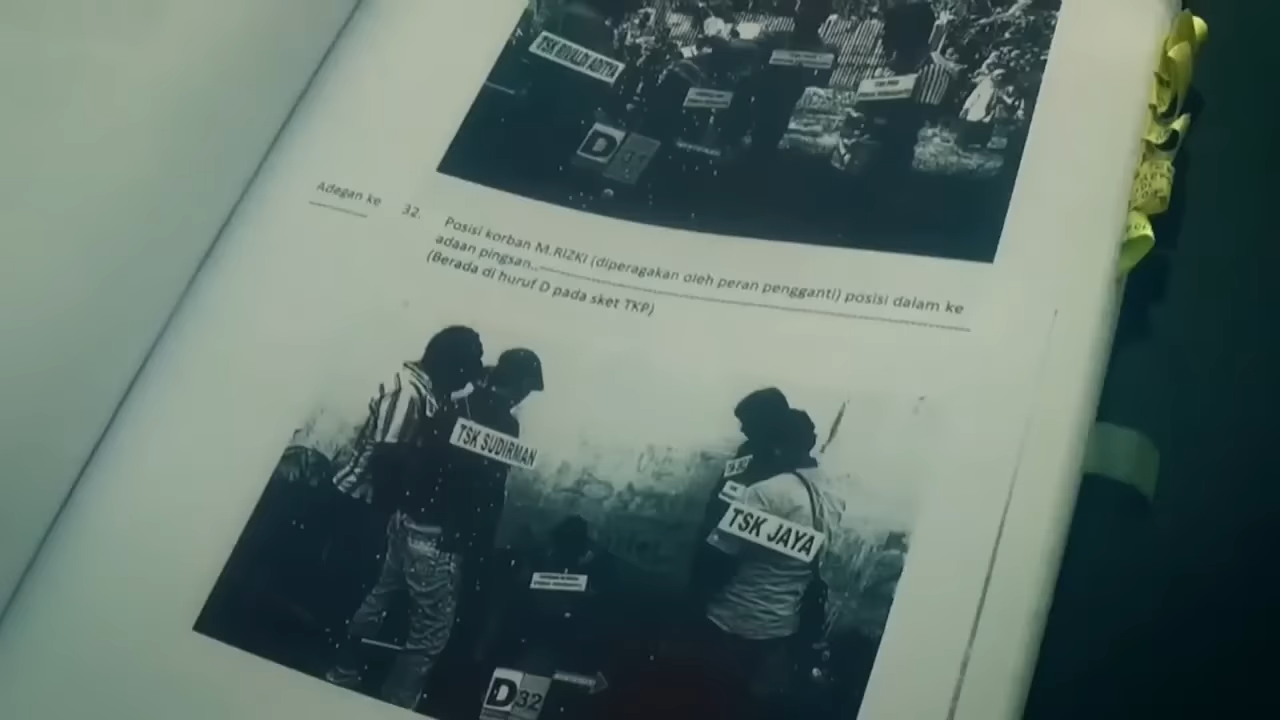 TSK RIVALDI ADITYA
D 31
Adegan ke 32. Posisi korban M.RIZKI (diperagakan oleh peran pengganti) posisi dalam ke
adaan pingsan..
(Berada di huruf D pada sket TKP)
TSK SUDIRMAN
TSK JAYA
D 32